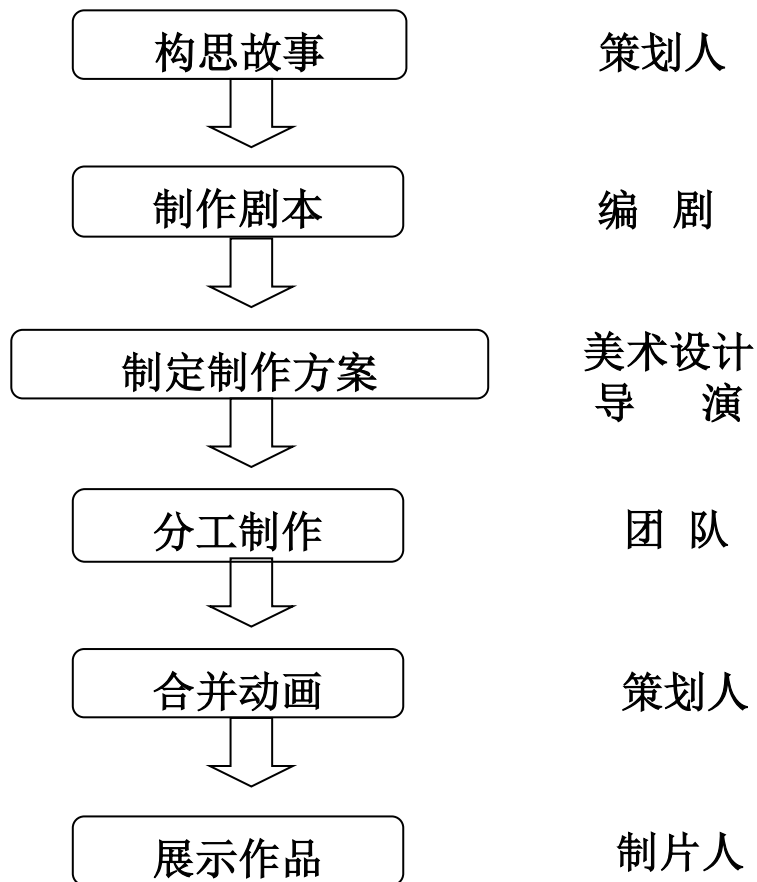 构思故事 策划人
制作剧本 编 剧
制定制作方案 美术设计
导 演
分工制作 团 队
合并动画 策划人
展示作品 制片人